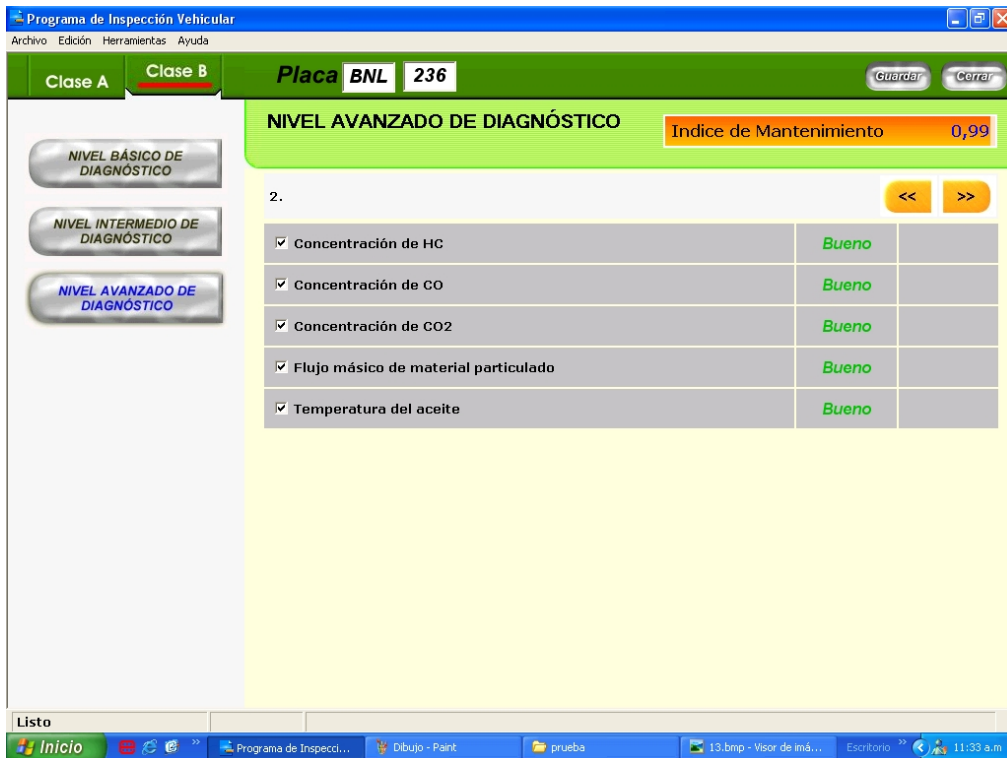 Programa de Inspección Vehicular
Archivo Edición Herramientas Ayuda
Clase A
Clase B
Placa BNL 236
Guardar
Cerrar
NIVEL AVANZADO DE DIAGNÓSTICO
Indice de Mantenimiento 0,99
NIVEL BÁSICO DE
DIAGNÓSTICO
NIVEL INTERMEDIO DE
DIAGNÓSTICO
NIVEL AVANZADO DE
DIAGNÓSTICO
2.
<< >>
Concentración de HC Bueno
Concentración de CO Bueno
Concentración de CO2 Bueno
Flujo másico de material particulado Bueno
Temperatura del aceite Bueno
Listo
Inicio » Programa de Inspecci... Dibujo - Paint prueba 13.bmp - Visor de imá... Escritorio » 11:33 a.m